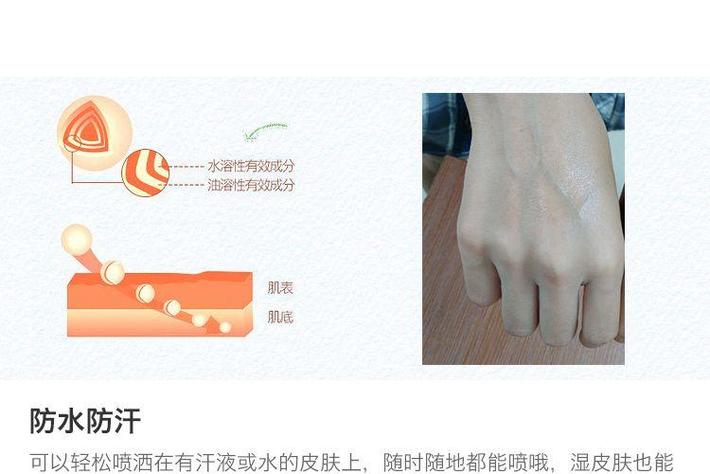 水溶性有效成分
油溶性有效成分
肌表
肌底
防水防汗
可以轻松喷洒在有汗液或水的皮肤上，随时随地都能喷哦，湿皮肤也能